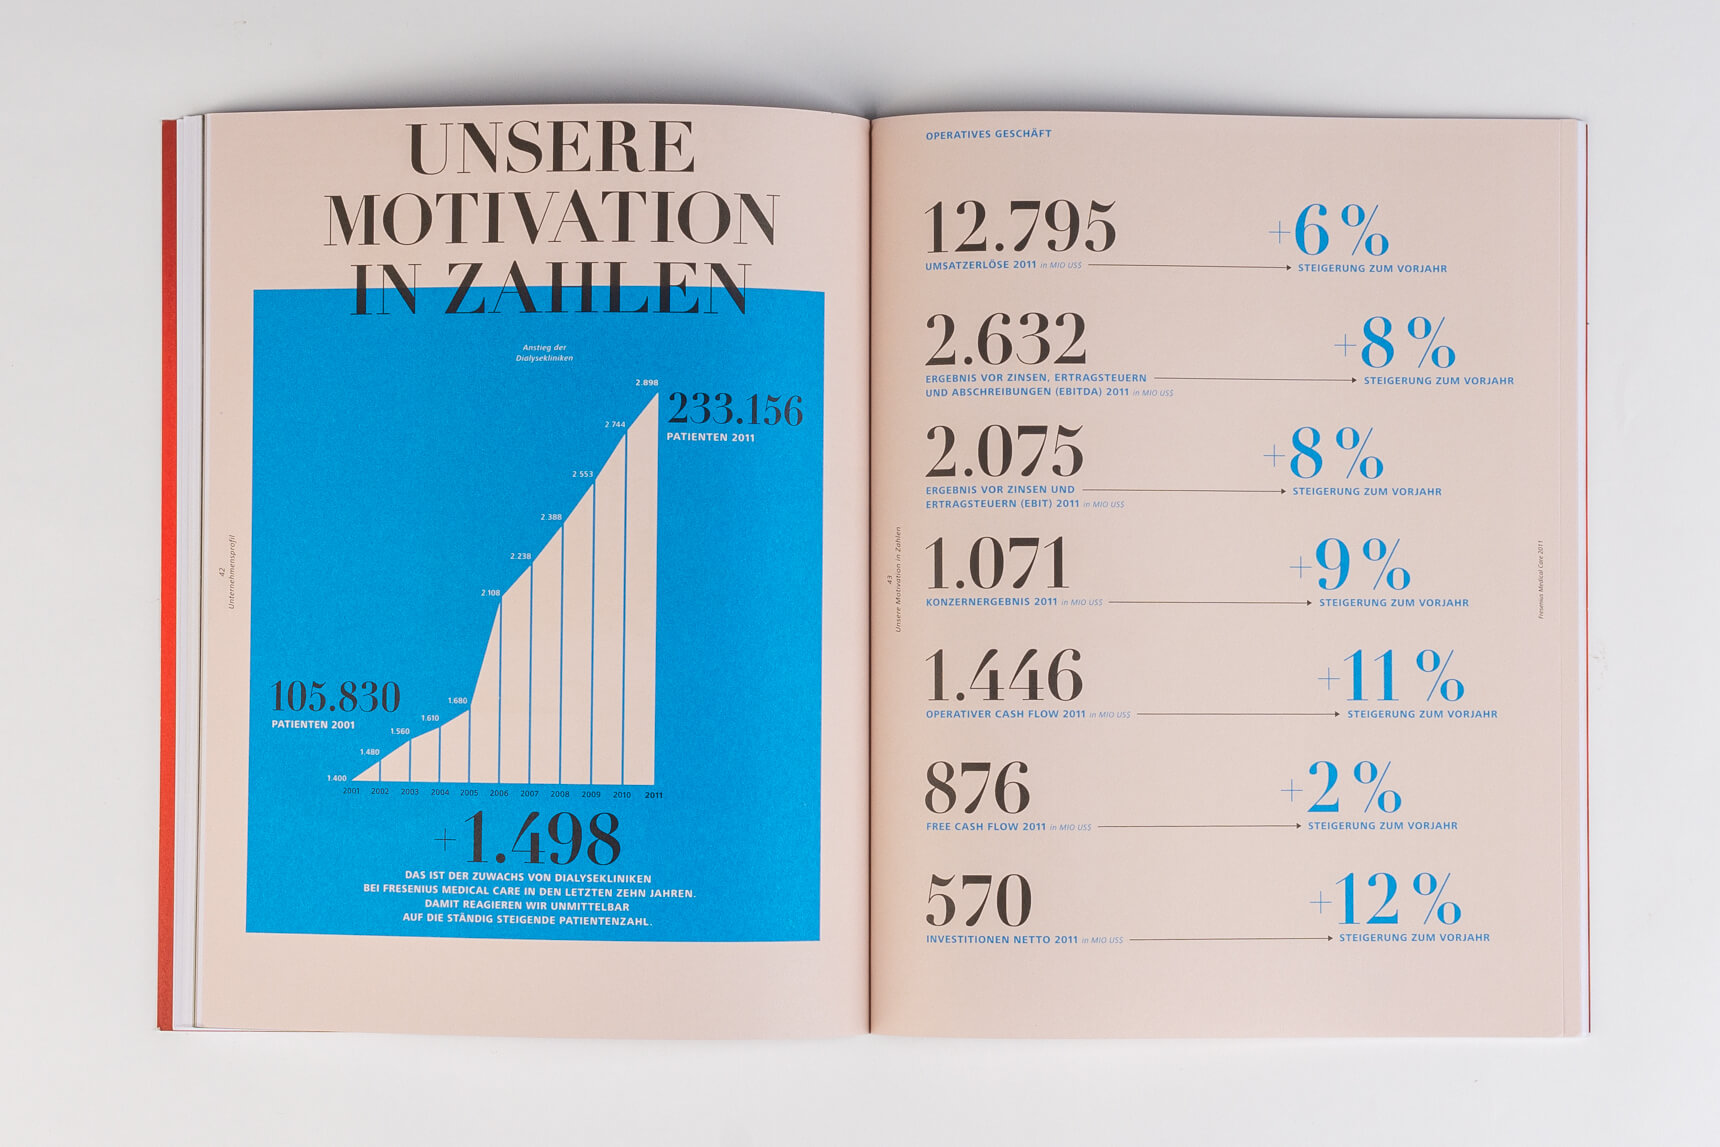 UNSERE
MOTIVATION
IN ZAHLEN
Anstieg der
Dialysekliniken
2.898
233.156
PATIENTEN 2011
2.744
2.553
2.388
2.238
2.108
105.830
PATIENTEN 2001
1.680
1.610
1.560
1.480
1.400
2001 2002 2003 2004 2005 2006 2007 2008 2009 2010 2011
+1.498
DAS IST DER ZUWACHS VON DIALYSEKLINIKEN
BEI FRESENIUS MEDICAL CARE IN DEN LETZTEN ZEHN JAHREN.
DAMIT REAGIEREN WIR UNMITTELBAR
AUF DIE STÄNDIG STEIGENDE PATIENTENZAHL.
42
Unternehmensprofil
OPERATIVES GESCHÄFT
12.795 +6 %
UMSATZERLÖSE 2011 in MIO US$ STEIGERUNG ZUM VORJAHR
2.632 +8 %
ERGEBNIS VOR ZINSEN, ERTRAGSTEUERN STEIGERUNG ZUM VORJAHR
UND ABSCHREIBUNGEN (EBITDA) 2011 in MIO US$
2.075 +8 %
ERGEBNIS VOR ZINSEN UND STEIGERUNG ZUM VORJAHR
ERTRAGSTEUERN (EBIT) 2011 in MIO US$
1.071 +9 %
KONZERNERGEBNIS 2011 in MIO US$ STEIGERUNG ZUM VORJAHR
1.446 +11 %
OPERATIVER CASH FLOW 2011 in MIO US$ STEIGERUNG ZUM VORJAHR
876 +2 %
FREE CASH FLOW 2011 in MIO US$ STEIGERUNG ZUM VORJAHR
570 +12 %
INVESTITIONEN NETTO 2011 in MIO US$ STEIGERUNG ZUM VORJAHR
43
Unsere Motivation in Zahlen
Fresenius Medical Care 2011